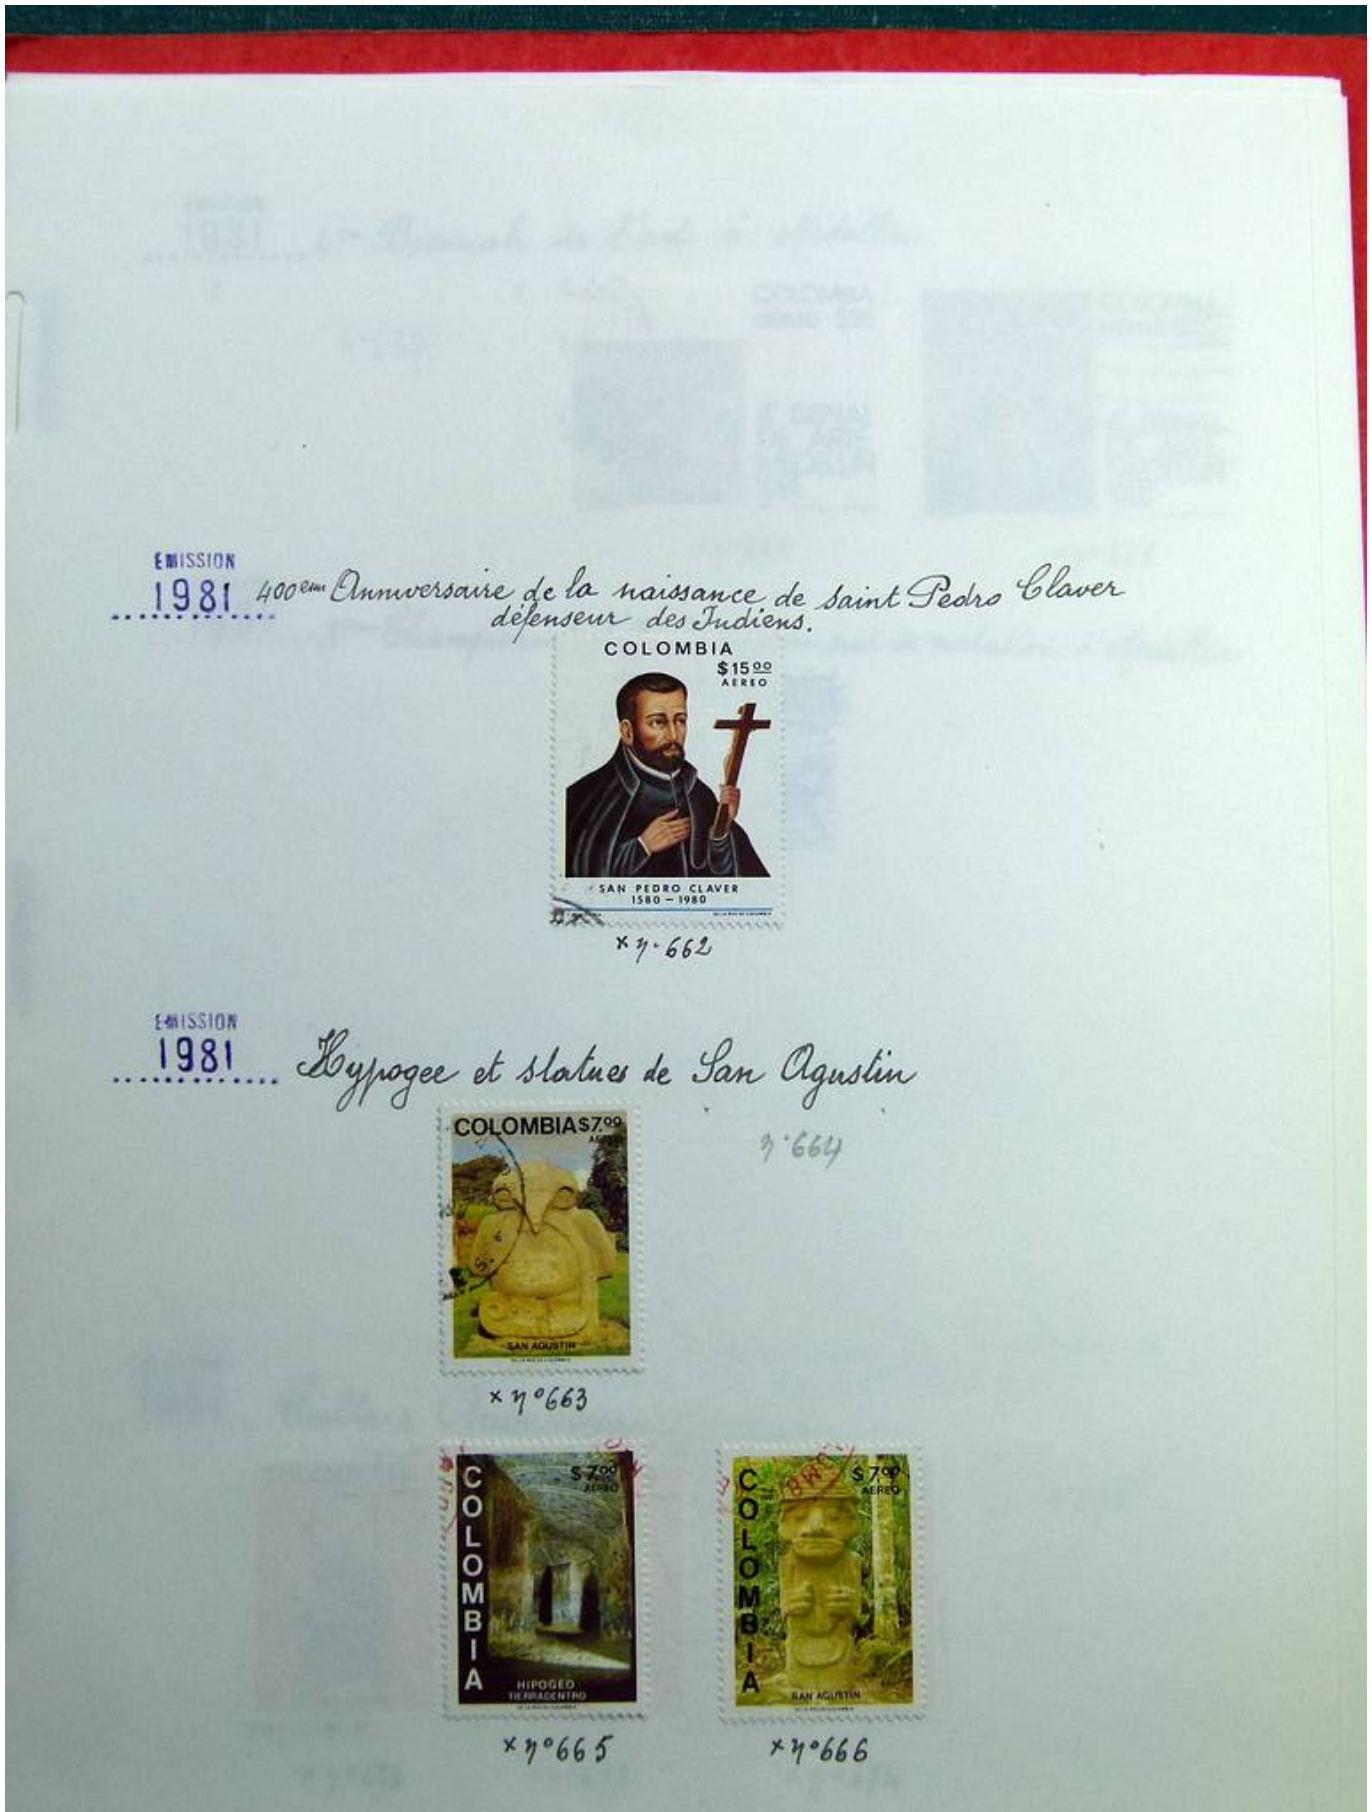 EMISSION
1981 400eme Anniversaire de la naissance de saint Pedro Claver
défenseur des Indiens.
COLOMBIA
$15.00
AEREO
SAN PEDRO CLAVER
1580 – 1980
x n° 662
EMISSION
1981 Hypogee et statues de San Agustin
n° 664
COLOMBIA $7.00
AEREO
SAN AGUSTIN
x n° 663
COLOMBIA
$7.00
AEREO
HIPOGEO
TIERRADENTRO
x n° 665
COLOMBIA
$7.00
AEREO
SAN AGUSTIN
x n° 666